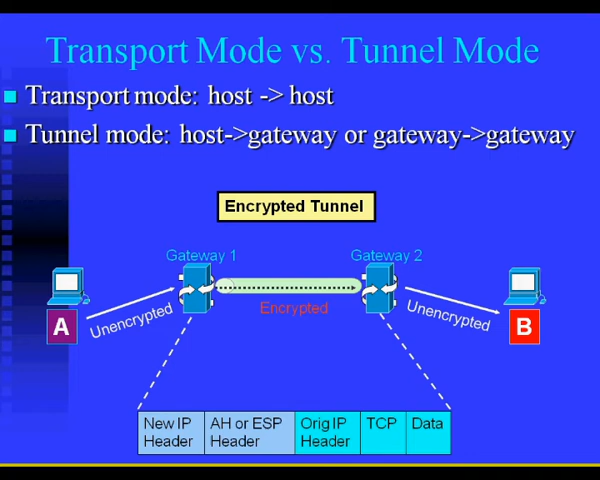 Transport Mode vs. Tunnel Mode
Transport mode: host -> host
Tunnel mode: host->gateway or gateway->gateway
Encrypted Tunnel
Gateway 1
Gateway 2
A
Unencrypted
Encrypted
Unencrypted
B
New IP
Header
AH or ESP
Header
Orig IP
Header
TCP
Data